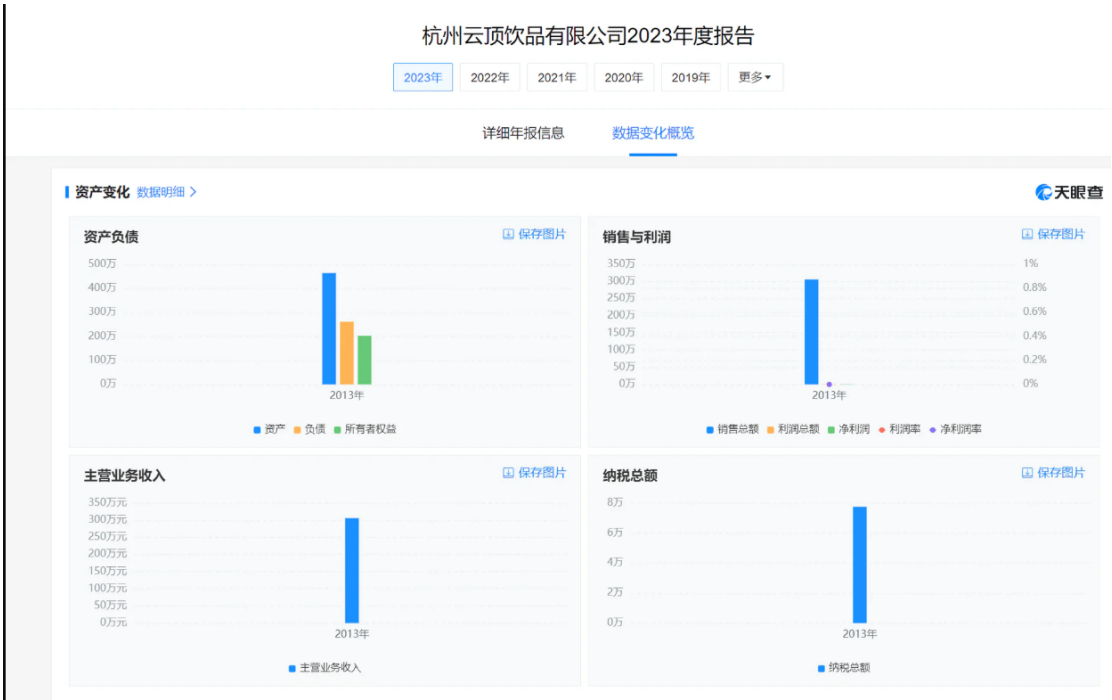 杭州云顶饮品有限公司2023年度报告
2023年 2022年 2021年 2020年 2019年 更多
详细年报信息 数据变化概览
资产变化 数据明细 >
天眼查
资产负债 保存图片
500万
400万
300万
200万
100万
0万
2013年
资产 负债 所有者权益
销售与利润 保存图片
350万 1%
300万 0.8%
250万
200万 0.6%
150万 0.4%
100万
50万 0.2%
0万 0%
2013年
销售总额 利润总额 净利润 利润率 净利润率
主营业务收入 保存图片
350万元
300万元
250万元
200万元
150万元
100万元
50万元
0万元
2013年
主营业务收入
纳税总额 保存图片
8万
6万
4万
2万
0万
2013年
纳税总额